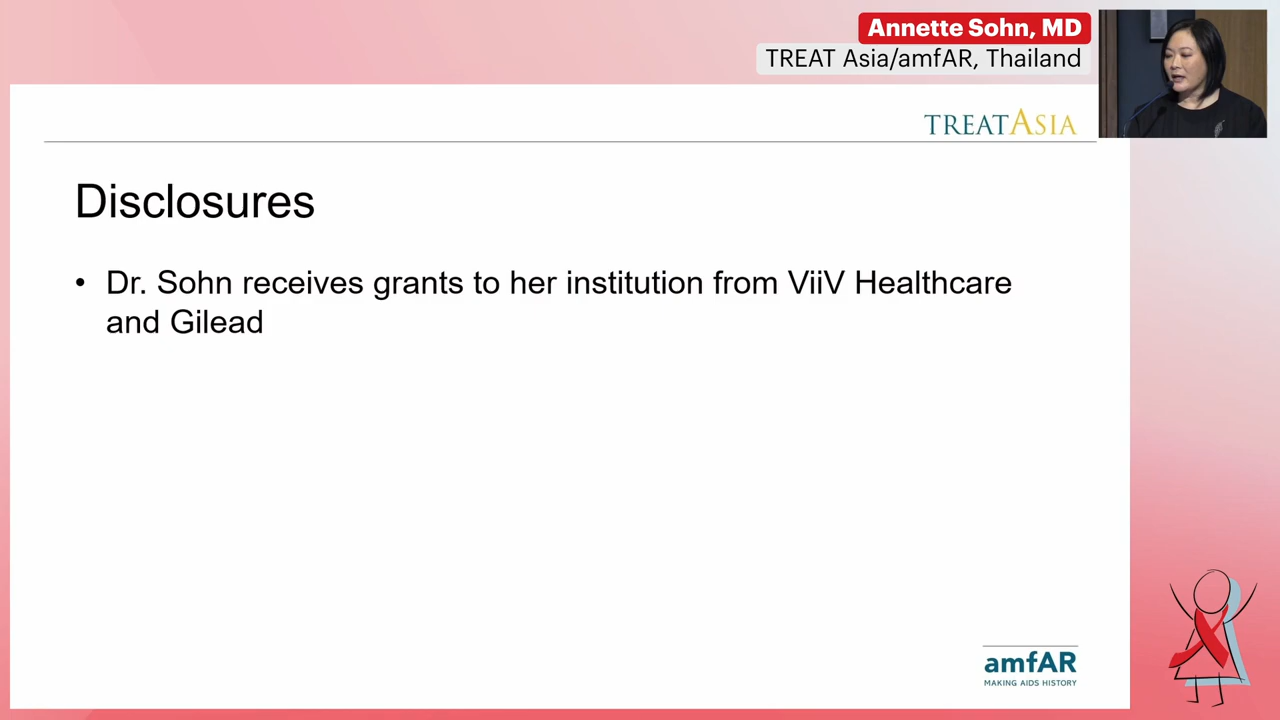 Annette Sohn, MD
TREAT Asia/amfAR, Thailand
TREATASIA
Disclosures
• Dr. Sohn receives grants to her institution from ViiV Healthcare
and Gilead
amfAR
MAKING AIDS HISTORY